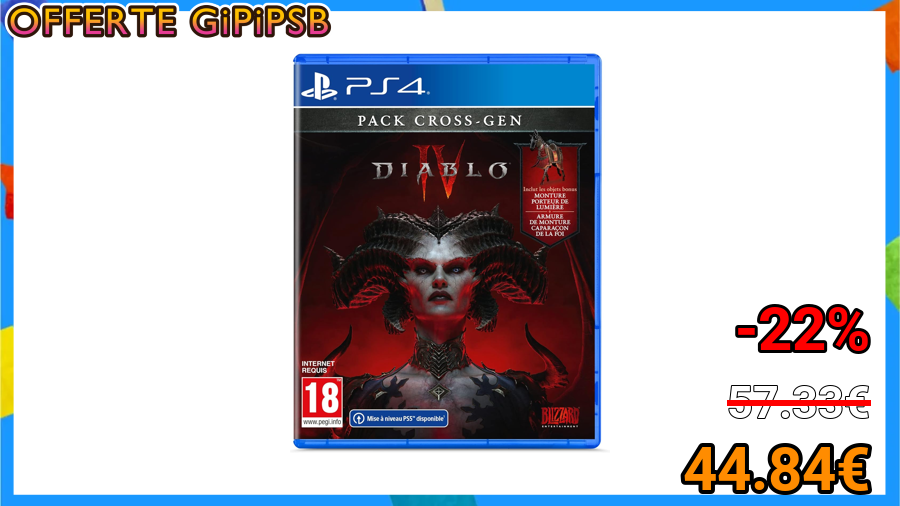 OFFERTE GiPiPSB
PS4
PACK CROSS-GEN
DIABLO
IV
Inclut les objets bonus
MONTURE
PORTEUR DE
LUMIÈRE
+
ARMURE
DE MONTURE
CAPARAÇON
DE LA FOI
INTERNET
REQUIS
18
www.pegi.info
Mise à niveau PS5™ disponible*
BLIZZARD
ENTERTAINMENT
-22%
57.33€
44.84€